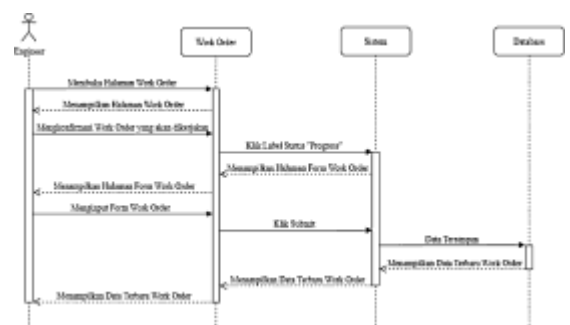 Engineer
Work Order
Sistem
Database
Membuka Halaman Work Order
Menampilkan Halaman Work Order
Mengkonfirmasi Work Order yang akan dikerjakan
Klik Label Status "Progress"
Menampilkan Halaman Form Work Order
Menampilkan Halaman Form Work Order
Menginput Form Work Order
Klik Submit
Data Tersimpan
Menampilkan Data Terbaru Work Order
Menampilkan Data Terbaru Work Order
Menampilkan Data Terbaru Work Order